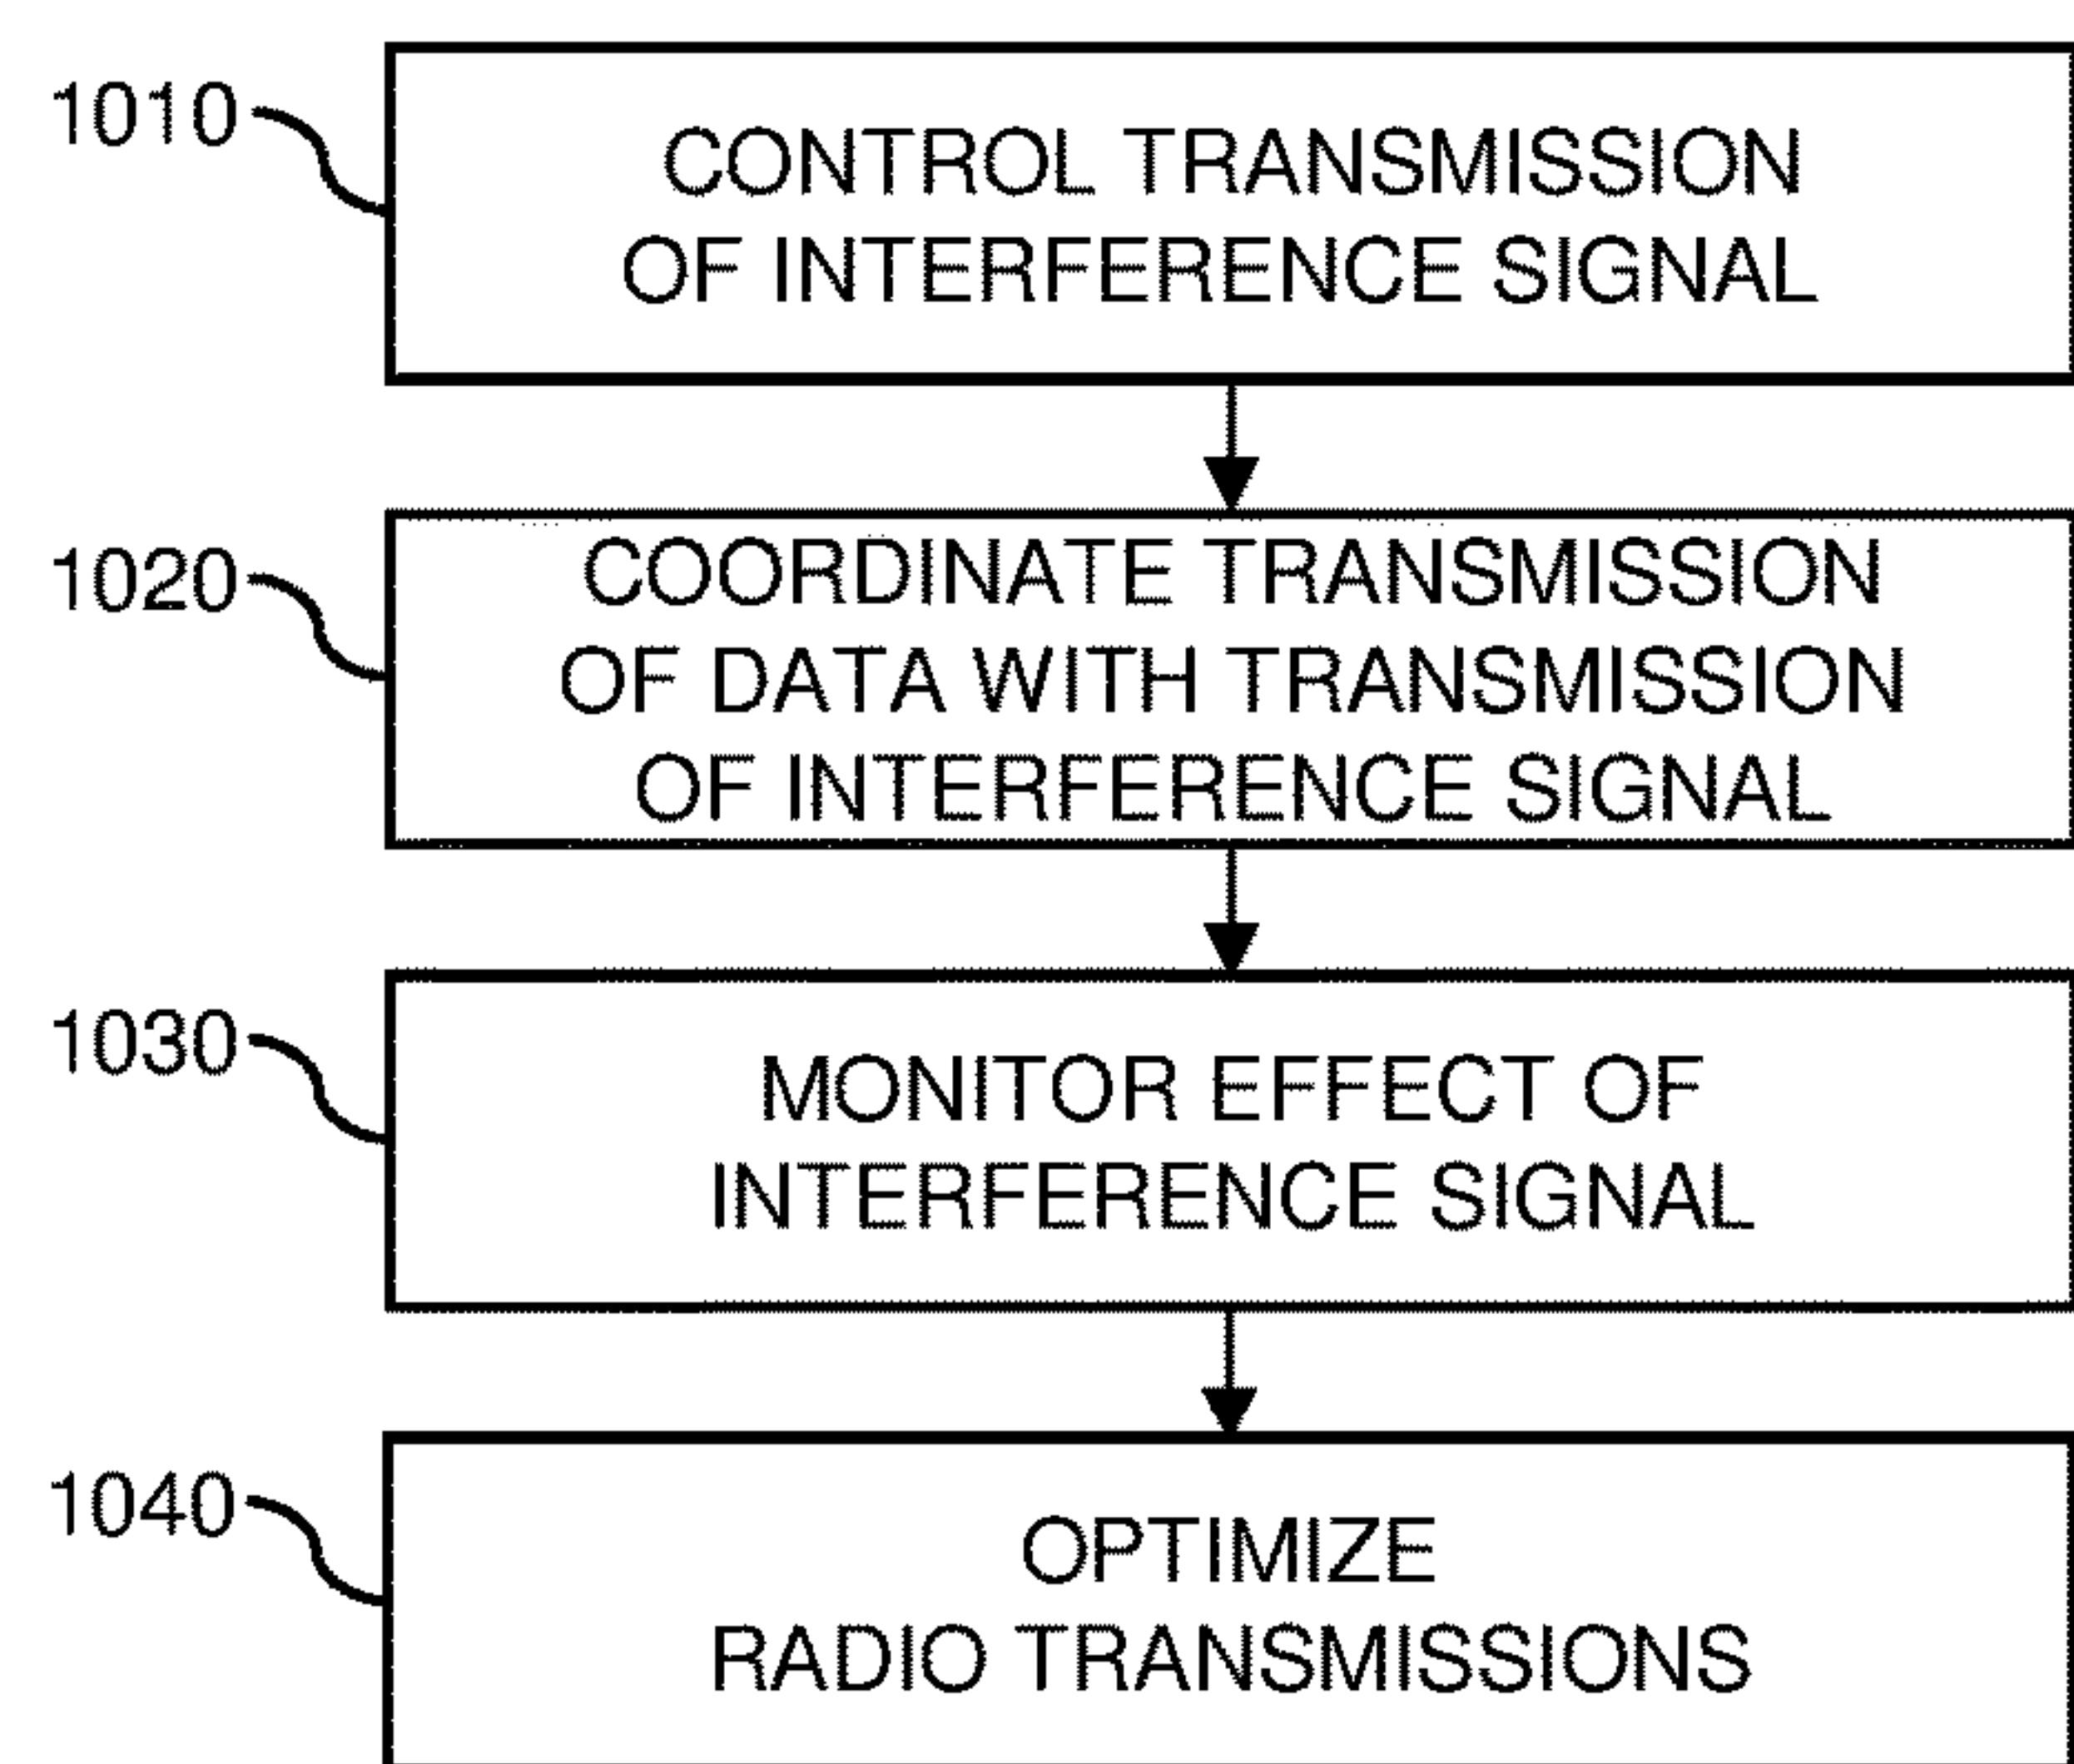 1010
CONTROL TRANSMISSION
OF INTERFERENCE SIGNAL
1020
COORDINATE TRANSMISSION
OF DATA WITH TRANSMISSION
OF INTERFERENCE SIGNAL
1030
MONITOR EFFECT OF
INTERFERENCE SIGNAL
1040
OPTIMIZE
RADIO TRANSMISSIONS